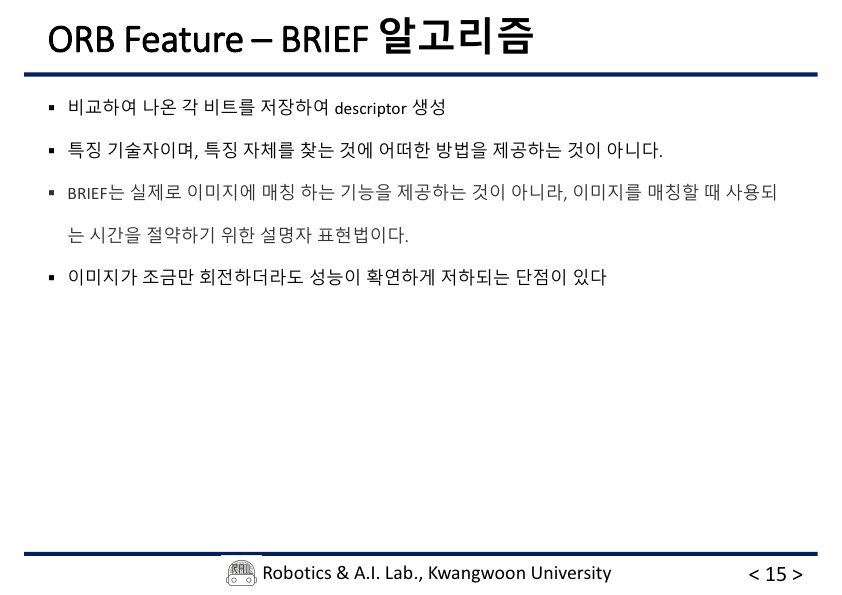 ORB Feature – BRIEF 알고리즘
▪ 비교하여 나온 각 비트를 저장하여 descriptor 생성
▪ 특징 기술자이며, 특징 자체를 찾는 것에 어떠한 방법을 제공하는 것이 아니다.
▪ BRIEF는 실제로 이미지에 매칭 하는 기능을 제공하는 것이 아니라, 이미지를 매칭할 때 사용되
는 시간을 절약하기 위한 설명자 표현법이다.
▪ 이미지가 조금만 회전하더라도 성능이 확연하게 저하되는 단점이 있다
RAIL Robotics & A.I. Lab., Kwangwoon University
< 15 >